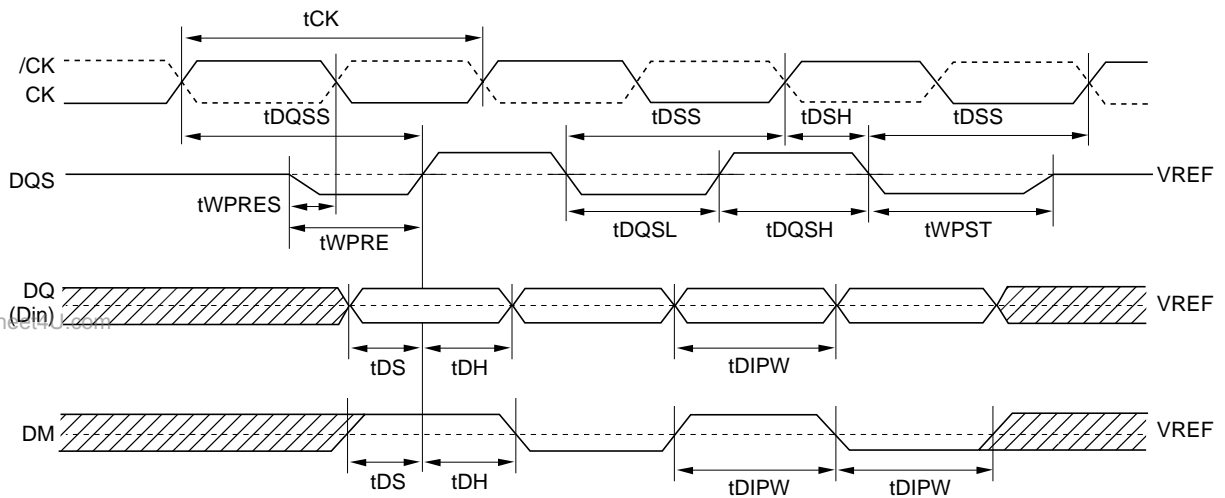 tCK
/CK
CK
tDQSS tDSS tDSH tDSS
DQS VREF
tWPRES
tWPRE tDQSL tDQSH tWPST
DQ
(Din) VREF
tDS tDH tDIPW
DM VREF
tDS tDH tDIPW tDIPW